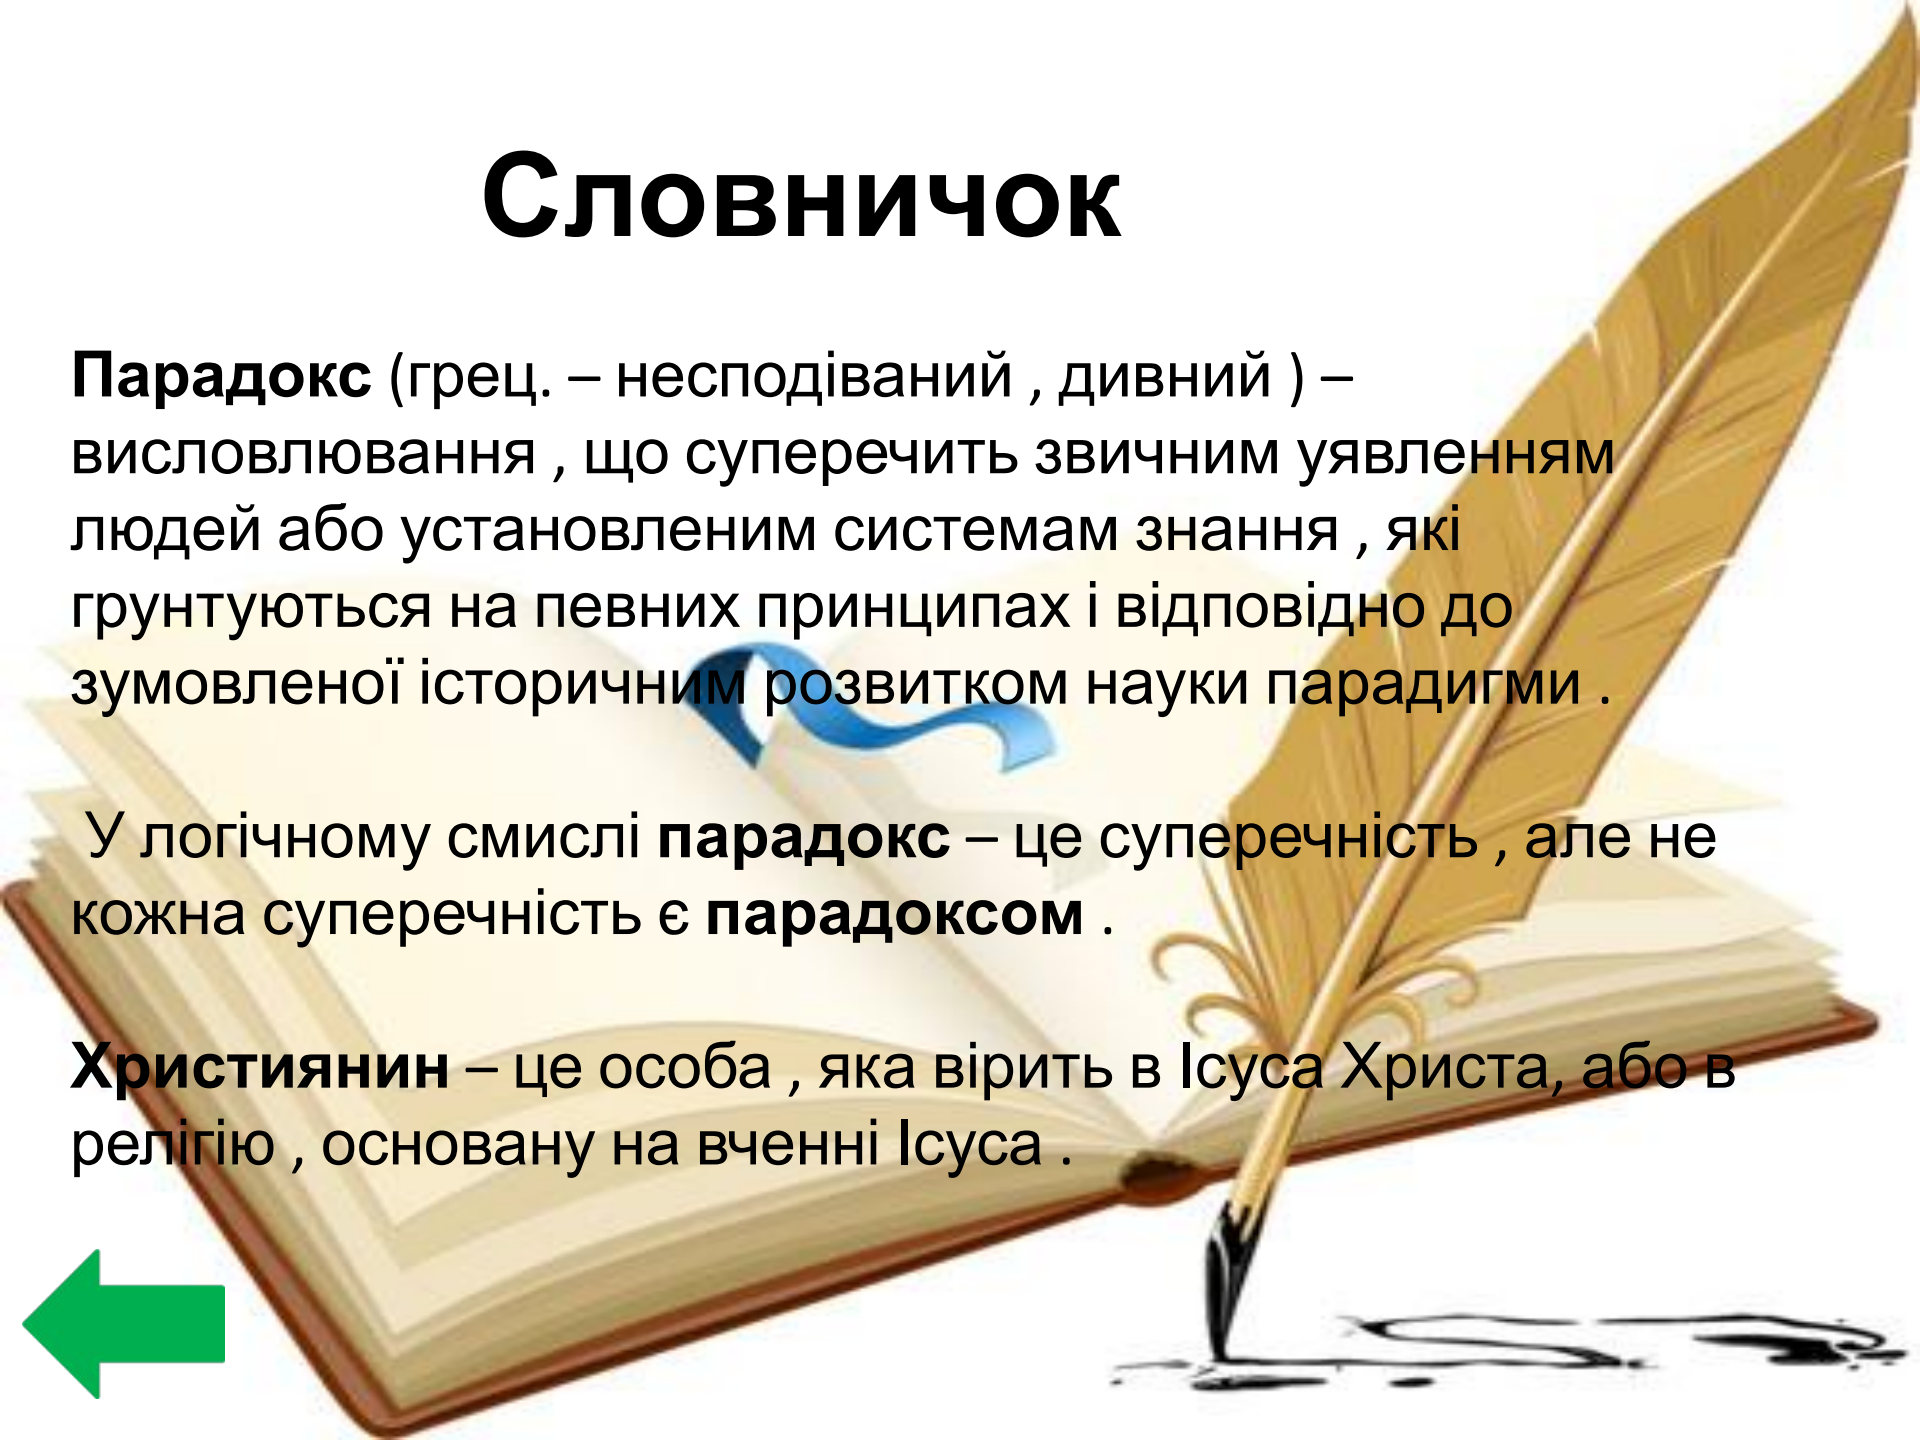 Словничок
Парадокс (грец. – несподіваний , дивний ) –
висловлювання , що суперечить звичним уявленням
людей або установленим системам знання , які
грунтуються на певних принципах і відповідно до
зумовленої історичним розвитком науки парадигми .
У логічному смислі парадокс – це суперечність , але не
кожна суперечність є парадоксом .
Християнин – це особа , яка вірить в Ісуса Христа, або в
релігію , основану на вченні Ісуса .